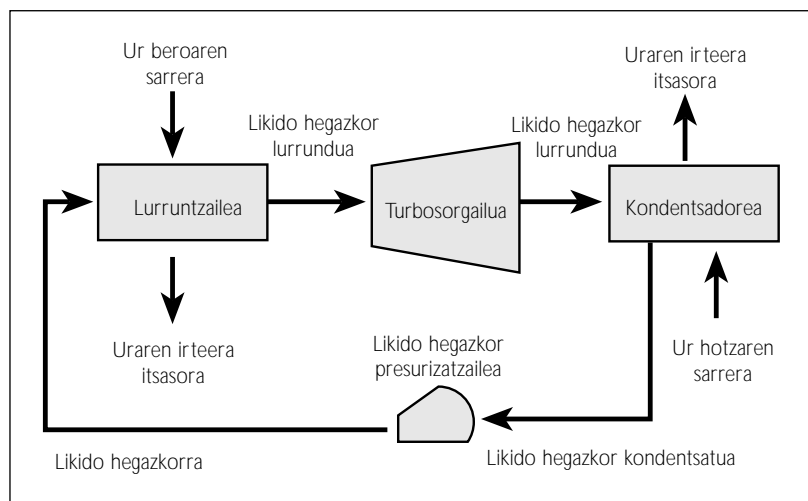 Ur beroaren
sarrera
Uraren irteera
itsasora
Likido hegazkor
lurrundua
Likido hegazkor
lurrundua
Lurruntzailea
Turbosorgailua
Kondentsadorea
Uraren irteera
itsasora
Likido hegazkor
presurizatzailea
Ur hotzaren
sarrera
Likido hegazkorra
Likido hegazkor kondentsatua